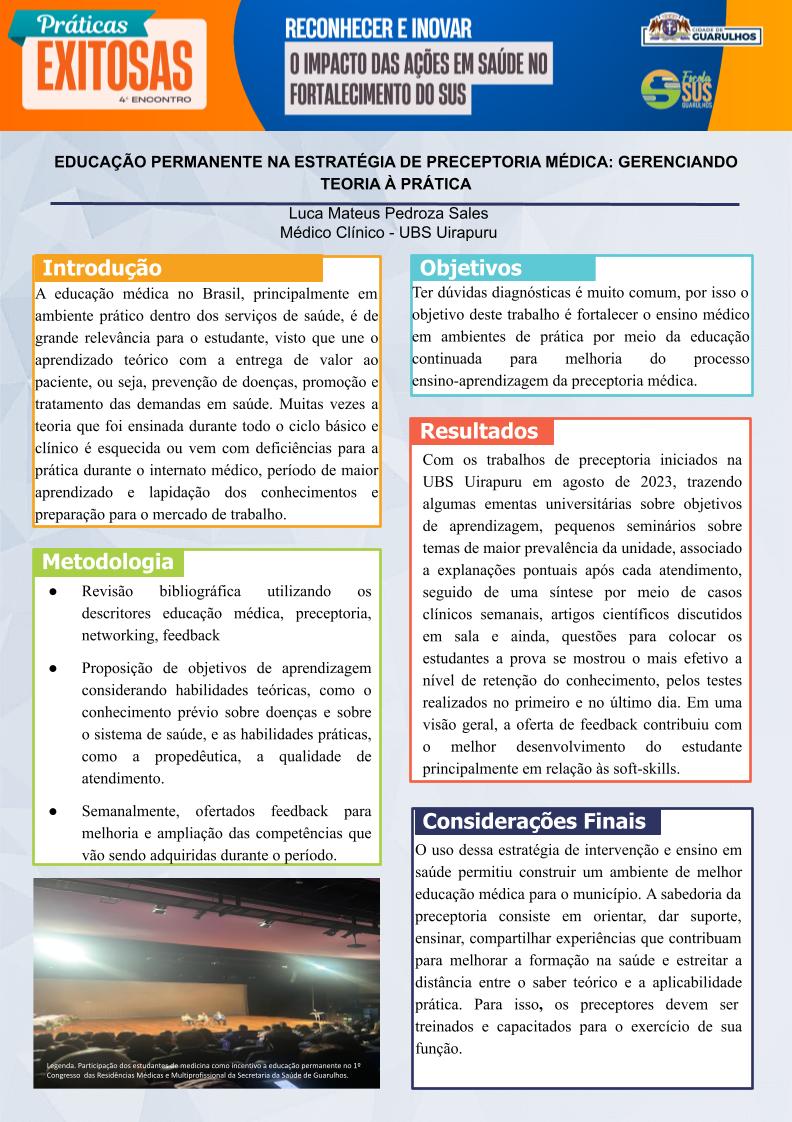 Práticas
EXITOSAS
4º ENCONTRO
RECONHECER E INOVAR
O IMPACTO DAS AÇÕES EM SAÚDE NO
FORTALECIMENTO DO SUS
CIDADE DE
GUARULHOS
Escola
SUS
GUARULHOS
EDUCAÇÃO PERMANENTE NA ESTRATÉGIA DE PRECEPTORIA MÉDICA: GERENCIANDO
TEORIA À PRÁTICA
Luca Mateus Pedroza Sales
Médico Clínico - UBS Uirapuru
Introdução
A educação médica no Brasil, principalmente em
ambiente prático dentro dos serviços de saúde, é de
grande relevância para o estudante, visto que une o
aprendizado teórico com a entrega de valor ao
paciente, ou seja, prevenção de doenças, promoção e
tratamento das demandas em saúde. Muitas vezes a
teoria que foi ensinada durante todo o ciclo básico e
clínico é esquecida ou vem com deficiências para a
prática durante o internato médico, período de maior
aprendizado e lapidação dos conhecimentos e
preparação para o mercado de trabalho.
Metodologia
● Revisão bibliográfica utilizando os
descritores educação médica, preceptoria,
networking, feedback
● Proposição de objetivos de aprendizagem
considerando habilidades teóricas, como o
conhecimento prévio sobre doenças e sobre
o sistema de saúde, e as habilidades práticas,
como a propedêutica, a qualidade de
atendimento.
● Semanalmente, ofertados feedback para
melhoria e ampliação das competências que
vão sendo adquiridas durante o período.
Legenda. Participação dos estudantes de medicina como incentivo a educação permanente no 1º
Congresso das Residências Médicas e Multiprofissional da Secretaria da Saúde de Guarulhos.
Objetivos
Ter dúvidas diagnósticas é muito comum, por isso o
objetivo deste trabalho é fortalecer o ensino médico
em ambientes de prática por meio da educação
continuada para melhoria do processo
ensino-aprendizagem da preceptoria médica.
Resultados
Com os trabalhos de preceptoria iniciados na
UBS Uirapuru em agosto de 2023, trazendo
algumas ementas universitárias sobre objetivos
de aprendizagem, pequenos seminários sobre
temas de maior prevalência da unidade, associado
a explanações pontuais após cada atendimento,
seguido de uma síntese por meio de casos
clínicos semanais, artigos científicos discutidos
em sala e ainda, questões para colocar os
estudantes a prova se mostrou o mais efetivo a
nível de retenção do conhecimento, pelos testes
realizados no primeiro e no último dia. Em uma
visão geral, a oferta de feedback contribuiu com
o melhor desenvolvimento do estudante
principalmente em relação às soft-skills.
Considerações Finais
O uso dessa estratégia de intervenção e ensino em
saúde permitiu construir um ambiente de melhor
educação médica para o município. A sabedoria da
preceptoria consiste em orientar, dar suporte,
ensinar, compartilhar experiências que contribuam
para melhorar a formação na saúde e estreitar a
distância entre o saber teórico e a aplicabilidade
prática. Para isso, os preceptores devem ser
treinados e capacitados para o exercício de sua
função.